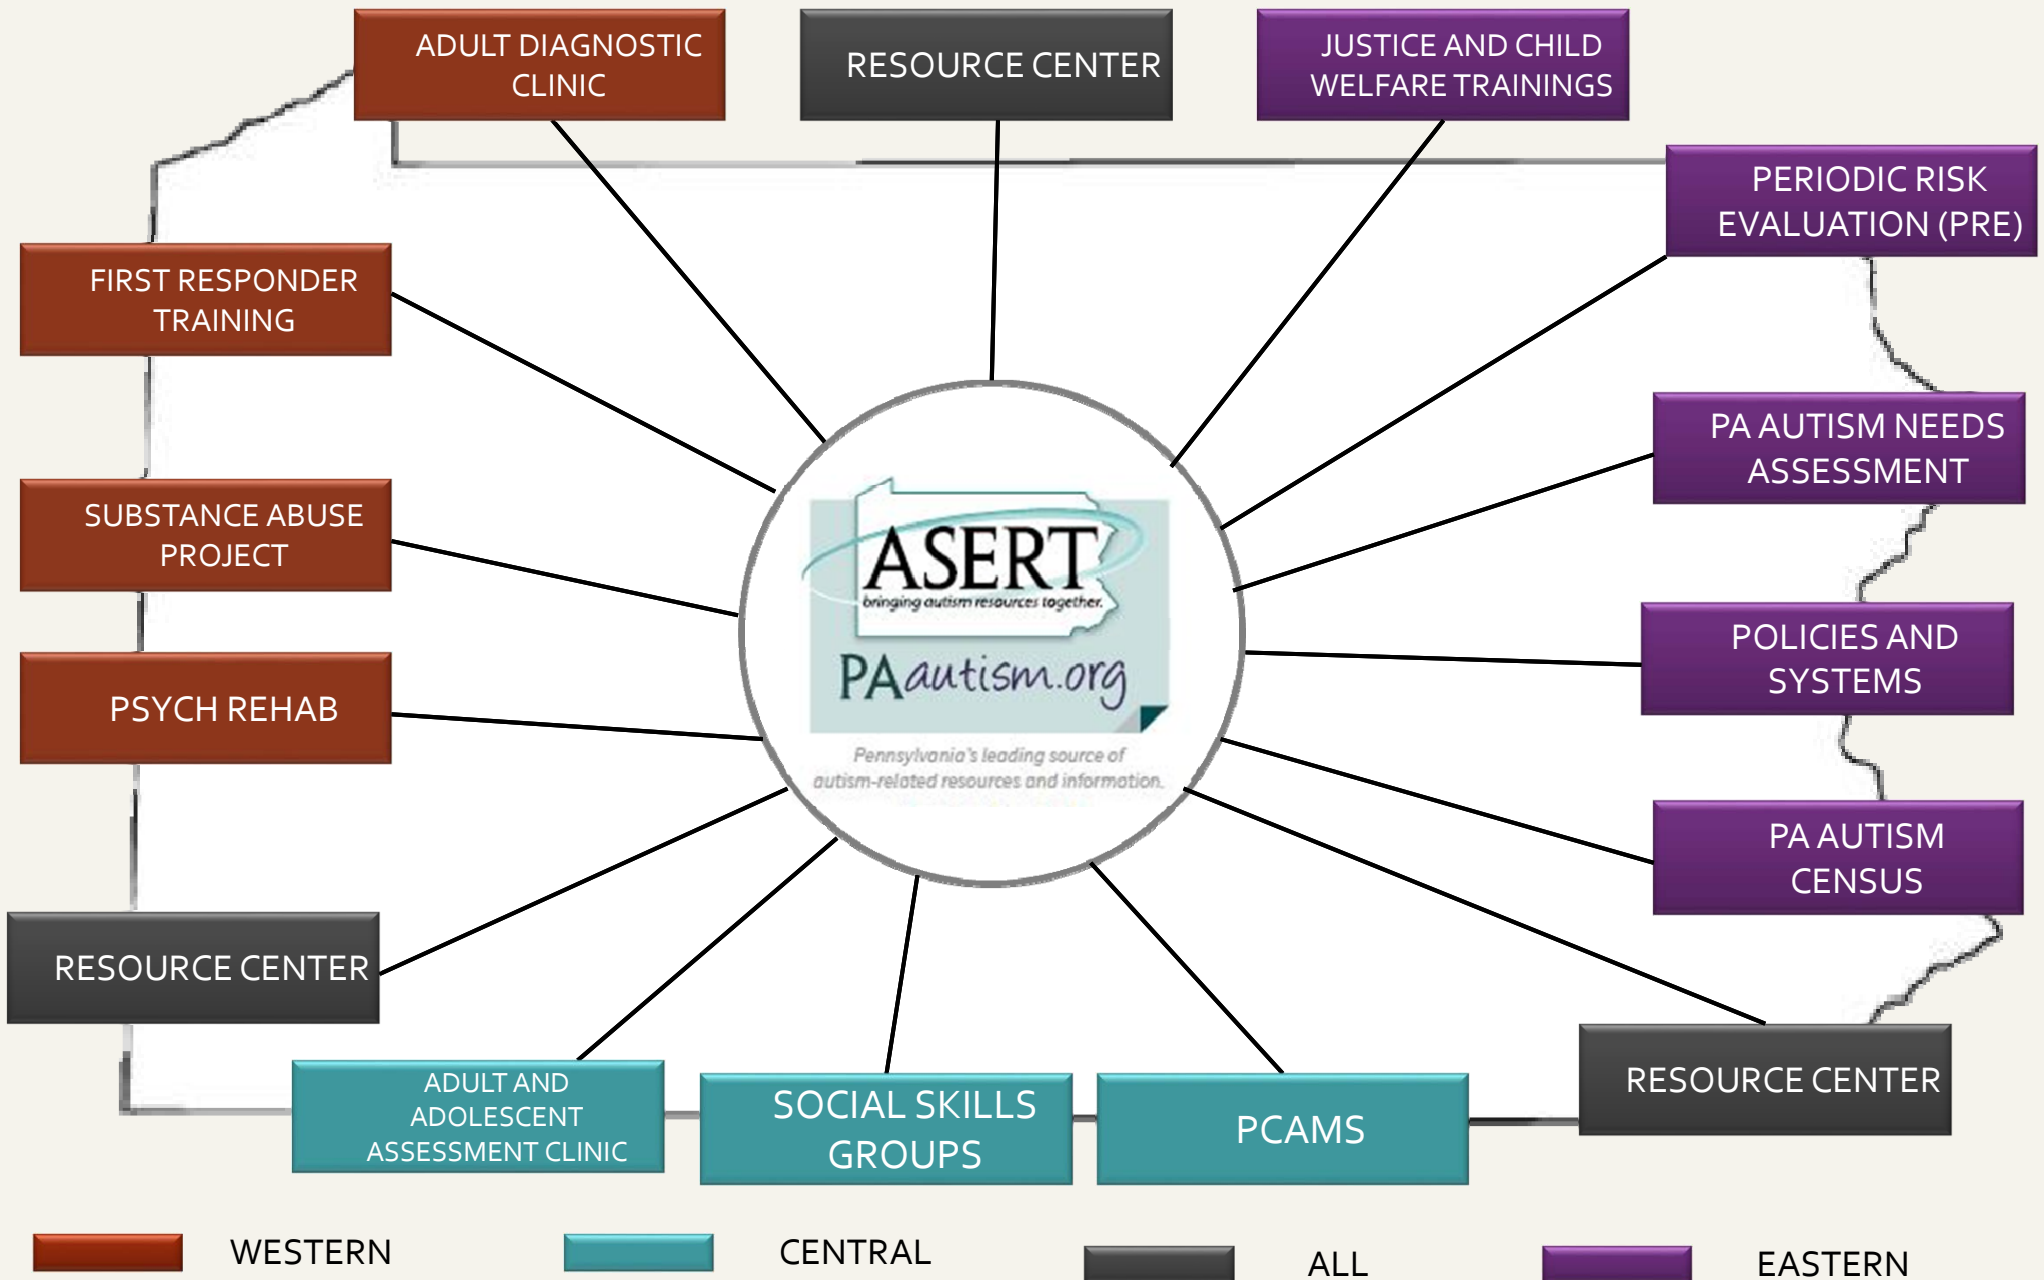 ADULT DIAGNOSTIC
CLINIC
RESOURCE CENTER
JUSTICE AND CHILD
WELFARE TRAININGS
PERIODIC RISK
EVALUATION (PRE)
FIRST RESPONDER
TRAINING
PA AUTISM NEEDS
ASSESSMENT
SUBSTANCE ABUSE
PROJECT
ASERT
bringing autism resources together.
PAautism.org
Pennsylvania's leading source of
autism-related resources and information.
POLICIES AND
SYSTEMS
PSYCH REHAB
PA AUTISM
CENSUS
RESOURCE CENTER
RESOURCE CENTER
ADULT AND
ADOLESCENT
ASSESSMENT CLINIC
SOCIAL SKILLS
GROUPS
PCAMS
WESTERN
CENTRAL
ALL
EASTERN